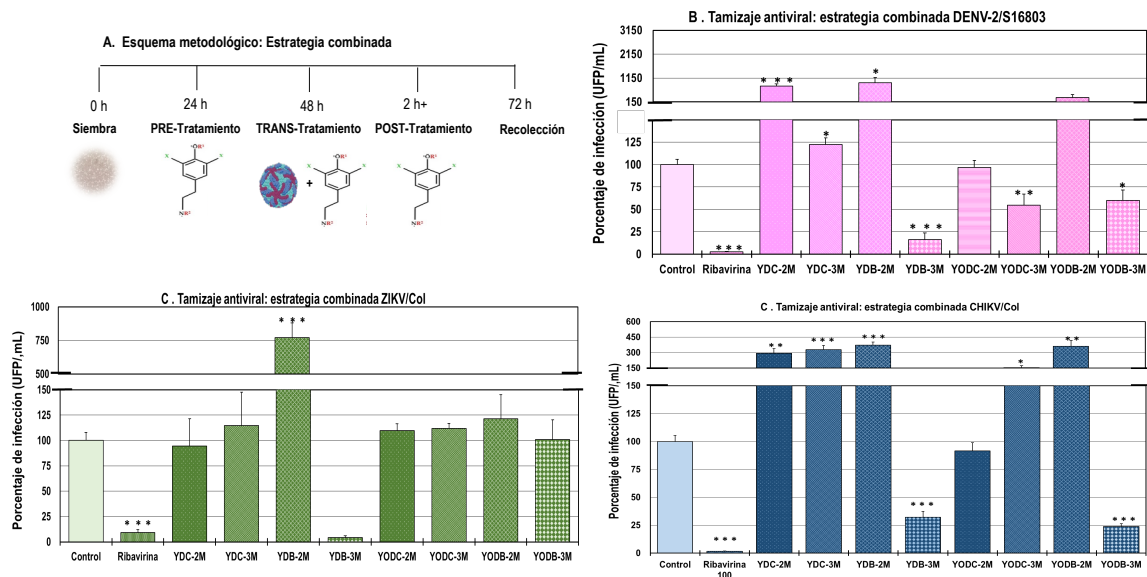 A. Esquema metodológico: Estrategia combinada
0 h 24 h 48 h 2 h+ 72 h
Siembra PRE-Tratamiento TRANS-Tratamiento POST-Tratamiento Recolección
OR¹ OR¹ OR¹
X X X X X X
+
NR² NR² NR²
B . Tamizaje antiviral: estrategia combinada DENV-2/S16803
Porcentaje de infección (UFP/mL)
3150
2150
1150
150
125
100
75
50
25
0
* * *
*
*
* * *
* *
*
* * *
Control Ribavirina YDC-2M YDC-3M YDB-2M YDB-3M YODC-2M YODC-3M YODB-2M YODB-3M
C . Tamizaje antiviral: estrategia combinada ZIKV/Col
Porcentaje de infección (UFP/,mL)
1000
750
500
150
125
100
75
50
25
0
* * *
* * *
Control Ribavirina YDC-2M YDC-3M YDB-2M YDB-3M YODC-2M YODC-3M YODB-2M YODB-3M
C . Tamizaje antiviral: estrategia combinada CHIKV/Col
Porcentaje de infección (UFP/,mL)
600
450
300
150
150
125
100
75
50
25
0
* *
* * *
* * *
*
* *
* * *
* * *
* * *
Control Ribavirina YDC-2M YDC-3M YDB-2M YDB-3M YODC-2M YODC-3M YODB-2M YODB-3M
100